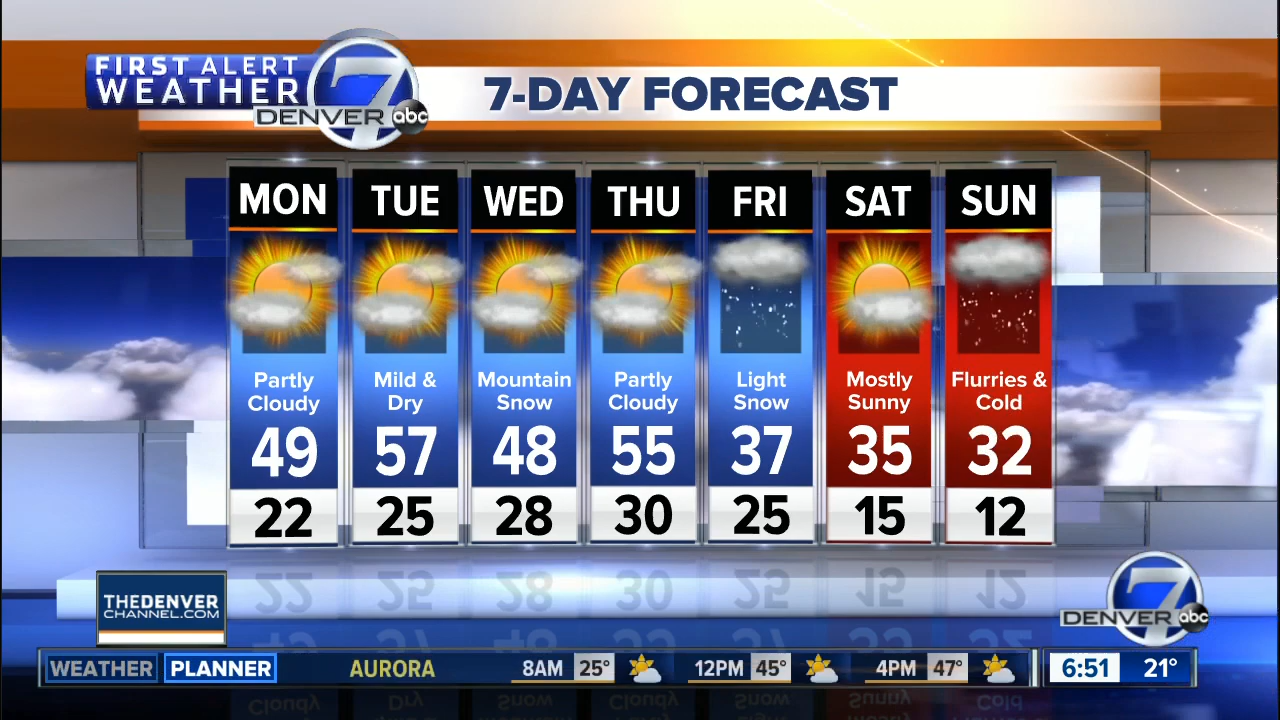 FIRST ALERT
WEATHER
7
DENVER
abc
7-DAY FORECAST
MON TUE WED THU FRI SAT SUN
Partly Cloudy
Mild & Dry
Mountain Snow
Partly Cloudy
Light Snow
Mostly Sunny
Flurries & Cold
49 57 48 55 37 35 32
22 25 28 30 25 15 12
THEDENVER
CHANNEL.COM
7
DENVER
abc
WEATHER PLANNER AURORA 8AM 25° 12PM 45° 4PM 47° 6:51 21°